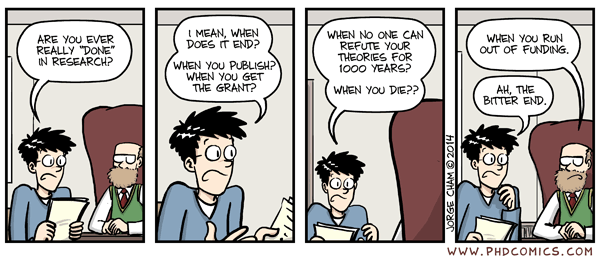 ARE YOU EVER
REALLY "DONE"
IN RESEARCH?
I MEAN, WHEN
DOES IT END?
WHEN YOU PUBLISH?
WHEN YOU GET
THE GRANT?
WHEN NO ONE CAN
REFUTE YOUR
THEORIES FOR
1000 YEARS?
WHEN YOU DIE??
WHEN YOU RUN
OUT OF FUNDING.
AH, THE
BITTER END.
JORGE CHAM © 2014
WWW.PHDCOMICS.COM